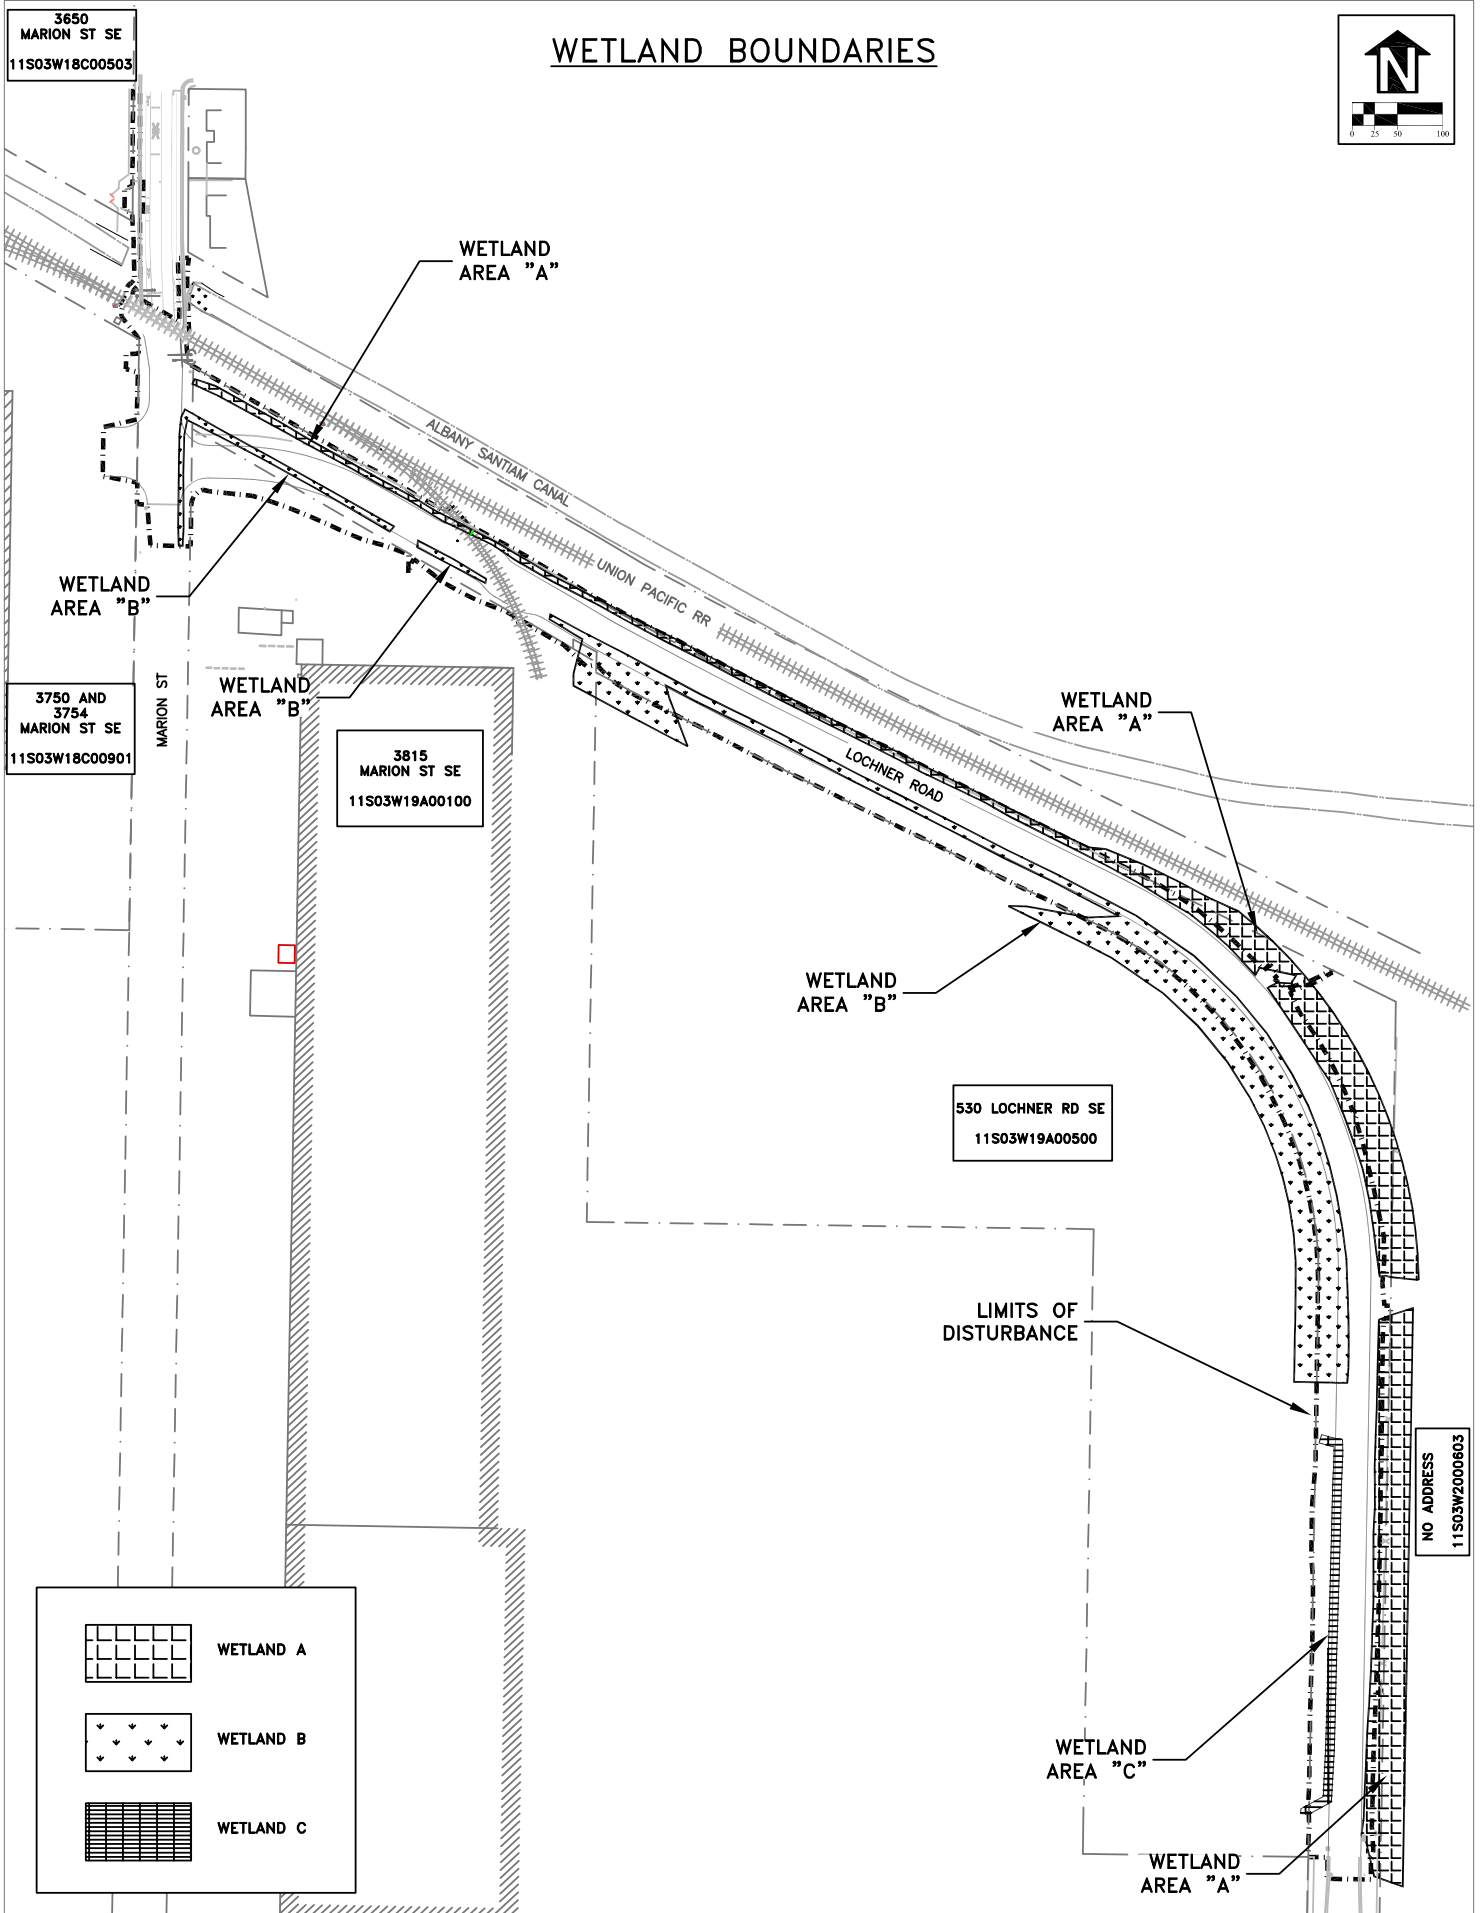 3650
MARION ST SE
11S03W18C00503
WETLAND BOUNDARIES
N
0 25 50 100
WETLAND
AREA "A"
ALBANY SANTIAM CANAL
UNION PACIFIC RR
WETLAND
AREA "B"
WETLAND
AREA "B"
MARION ST
3750 AND
3754
MARION ST SE
11S03W18C00901
3815
MARION ST SE
11S03W19A00100
WETLAND
AREA "A"
LOCHNER ROAD
WETLAND
AREA "B"
530 LOCHNER RD SE
11S03W19A00500
LIMITS OF
DISTURBANCE
NO ADDRESS
11S03W2000603
WETLAND A
WETLAND B
WETLAND C
WETLAND
AREA "C"
WETLAND
AREA "A"